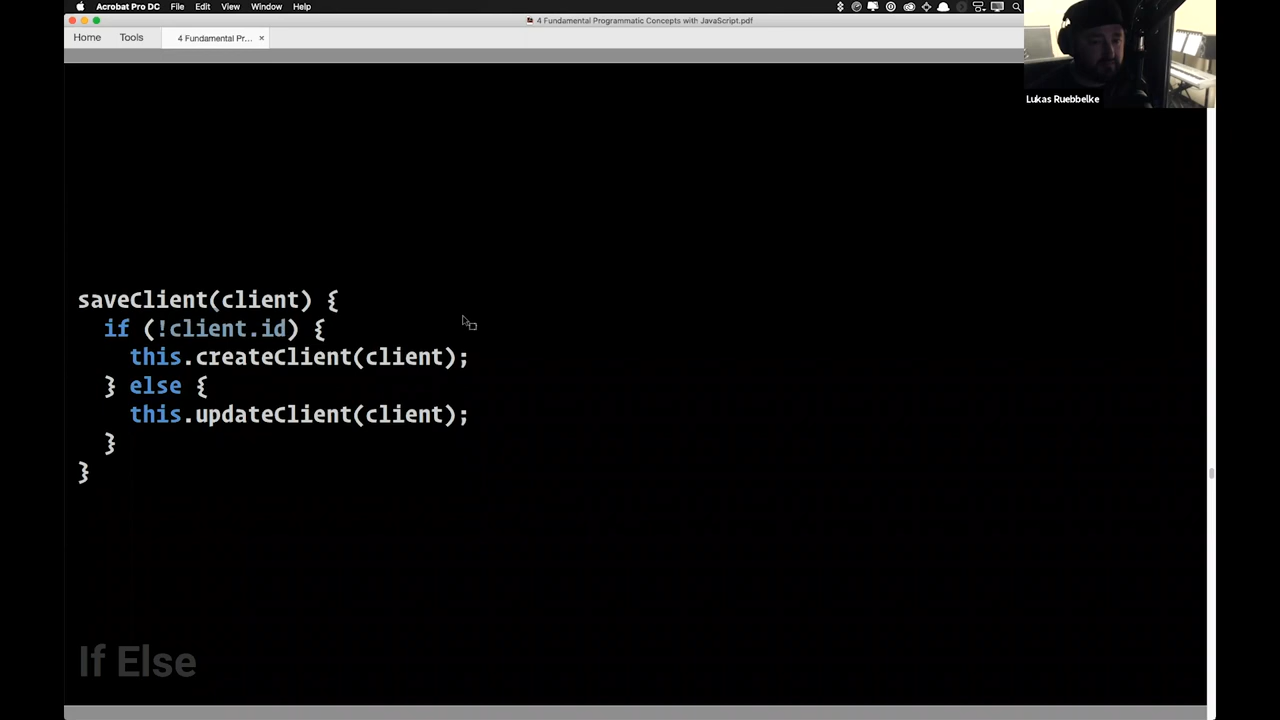 Acrobat Pro DC File Edit View Window Help
4 Fundamental Programmatic Concepts with JavaScript.pdf
Home Tools 4 Fundamental Pr... ×
Lukas Ruebbelke
saveClient(client) {
if (!client.id) {
this.createClient(client);
} else {
this.updateClient(client);
}
}
If Else